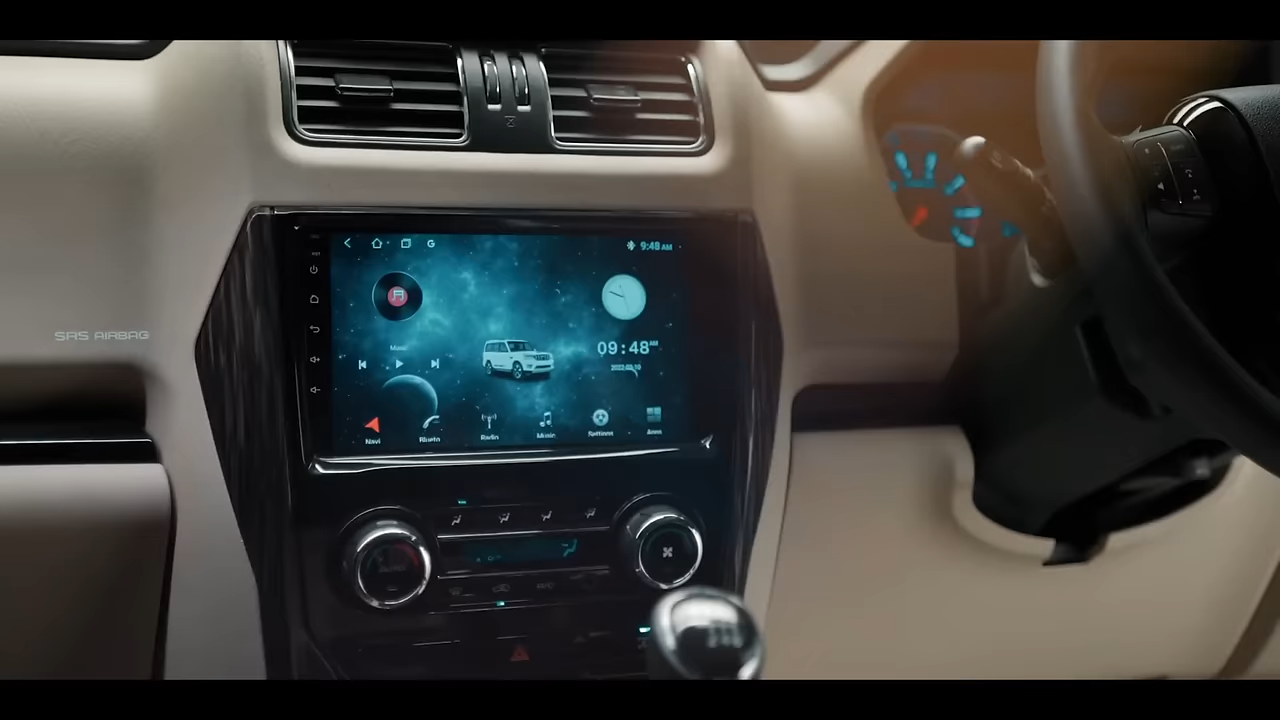 G
9:48 AM
SRS AIRBAG
Music
09:48 AM
Navi
Blueto
Radio
Music
Settings
Apps